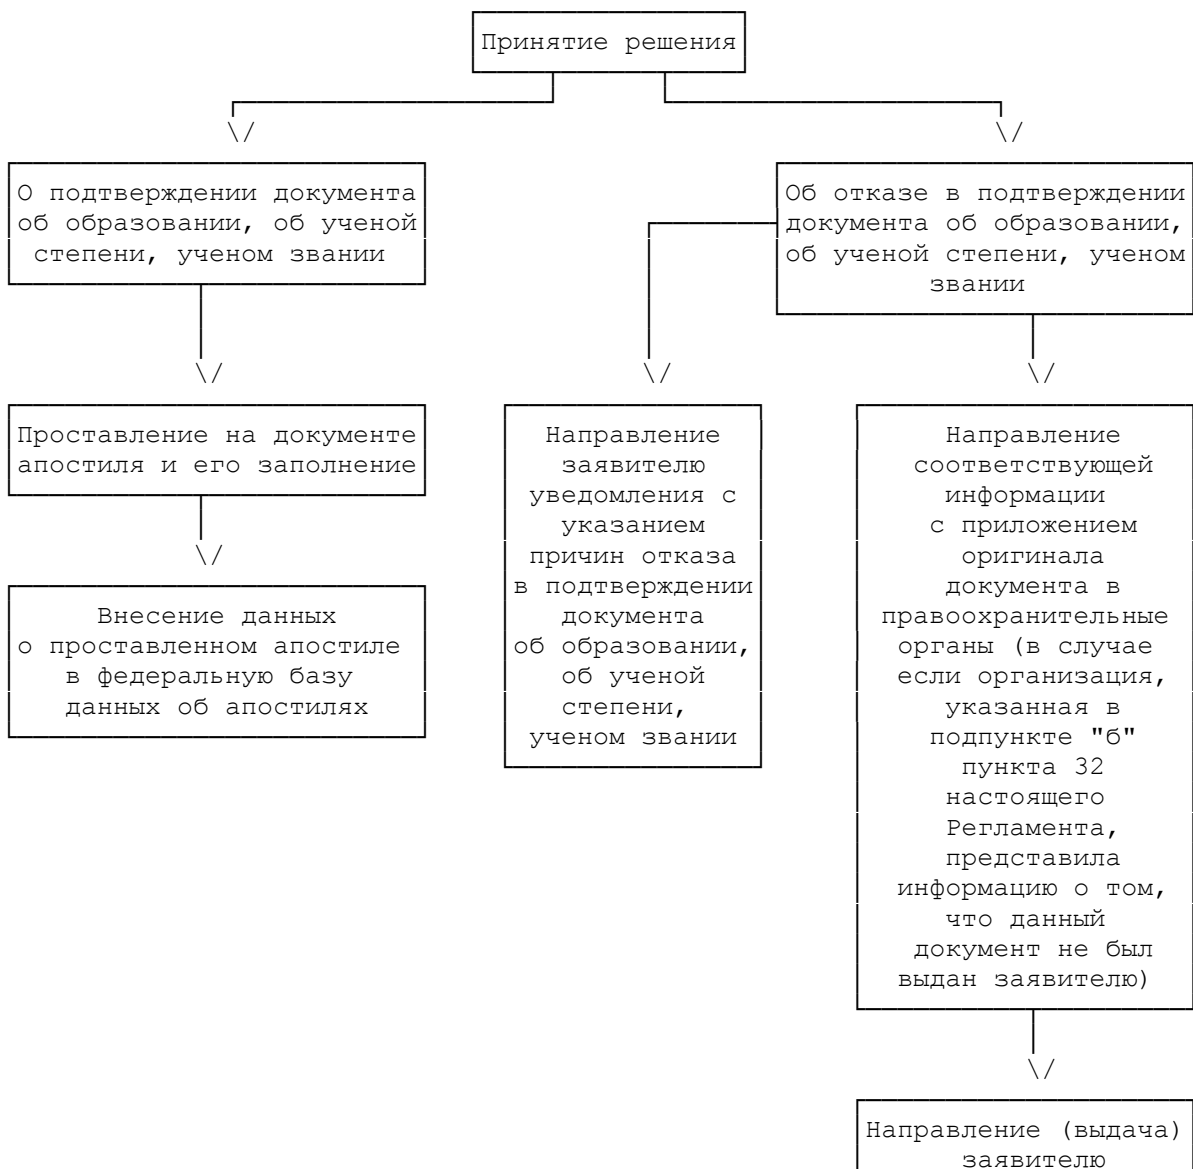 Принятие решения
О подтверждении документа
об образовании, об ученой
степени, ученом звании
Об отказе в подтверждении
документа об образовании,
об ученой степени, ученом
звании
Проставление на документе
апостиля и его заполнение
Внесение данных
о проставленном апостиле
в федеральную базу
данных об апостилях
Направление
заявителю
уведомления с
указанием
причин отказа
в подтверждении
документа
об образовании,
об ученой
степени,
ученом звании
Направление
соответствующей
информации
с приложением
оригинала
документа в
правоохранительные
органы (в случае
если организация,
указанная в
подпункте "б"
пункта 32
настоящего
Регламента,
представила
информацию о том,
что данный
документ не был
выдан заявителю)
Направление (выдача)
заявителю